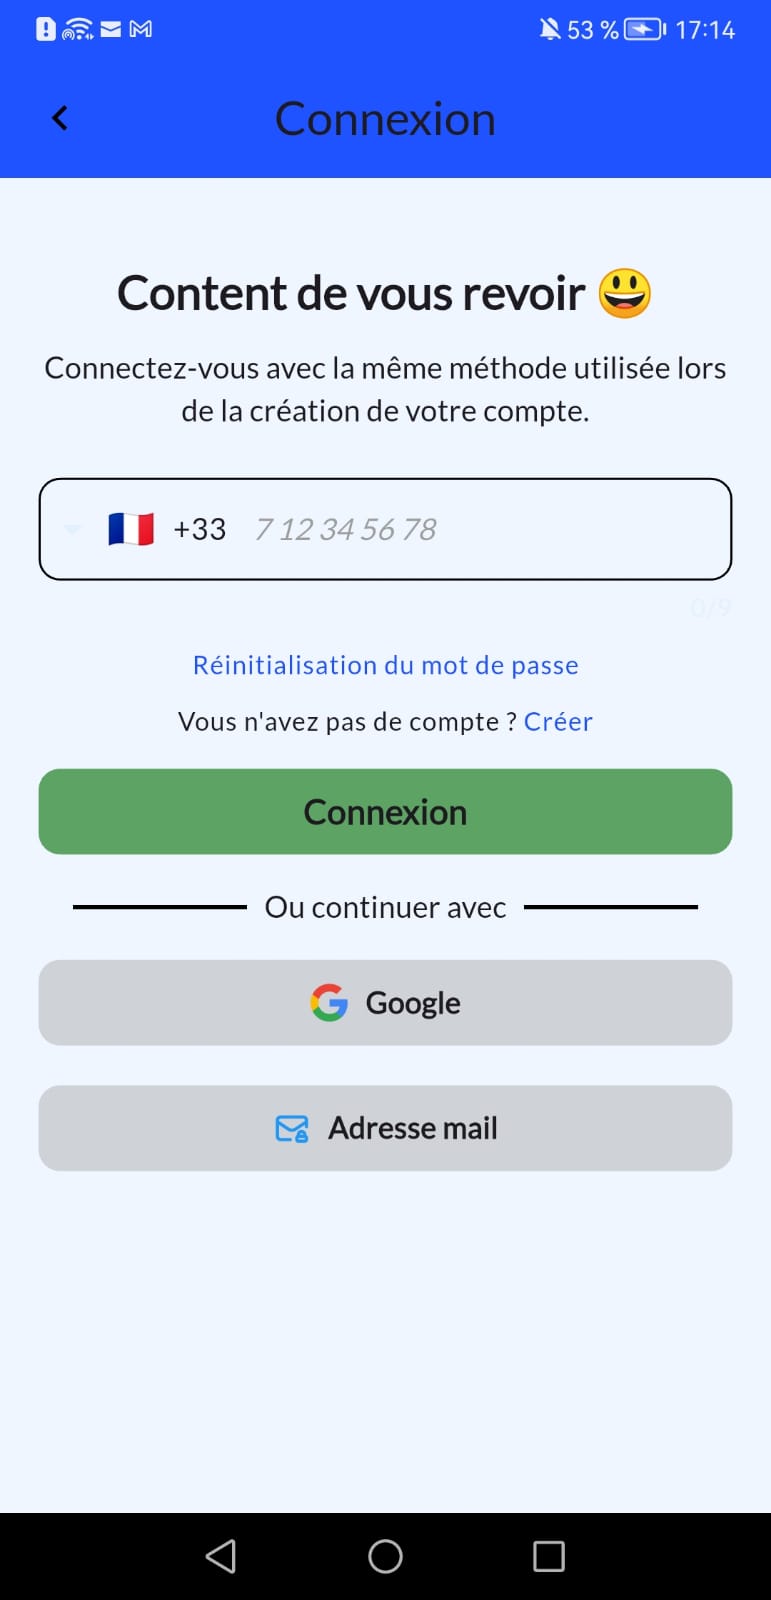 53 % 17:14
Connexion
Content de vous revoir 😃
Connectez-vous avec la même méthode utilisée lors
de la création de votre compte.
+33 7 12 34 56 78
0/9
Réinitialisation du mot de passe
Vous n'avez pas de compte ? Créer
Connexion
Ou continuer avec
Google
Adresse mail